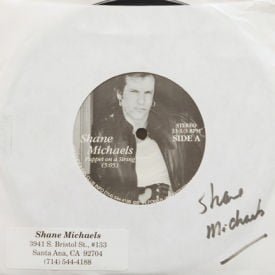 Shane
Michaels
Puppet on a String
(5:05)
STEREO
33-1/3 RPM
SIDE A
Shane
Michaels
Shane Michaels
3941 S. Bristol St., #153
Santa Ana, CA 92704
(714) 544-4188